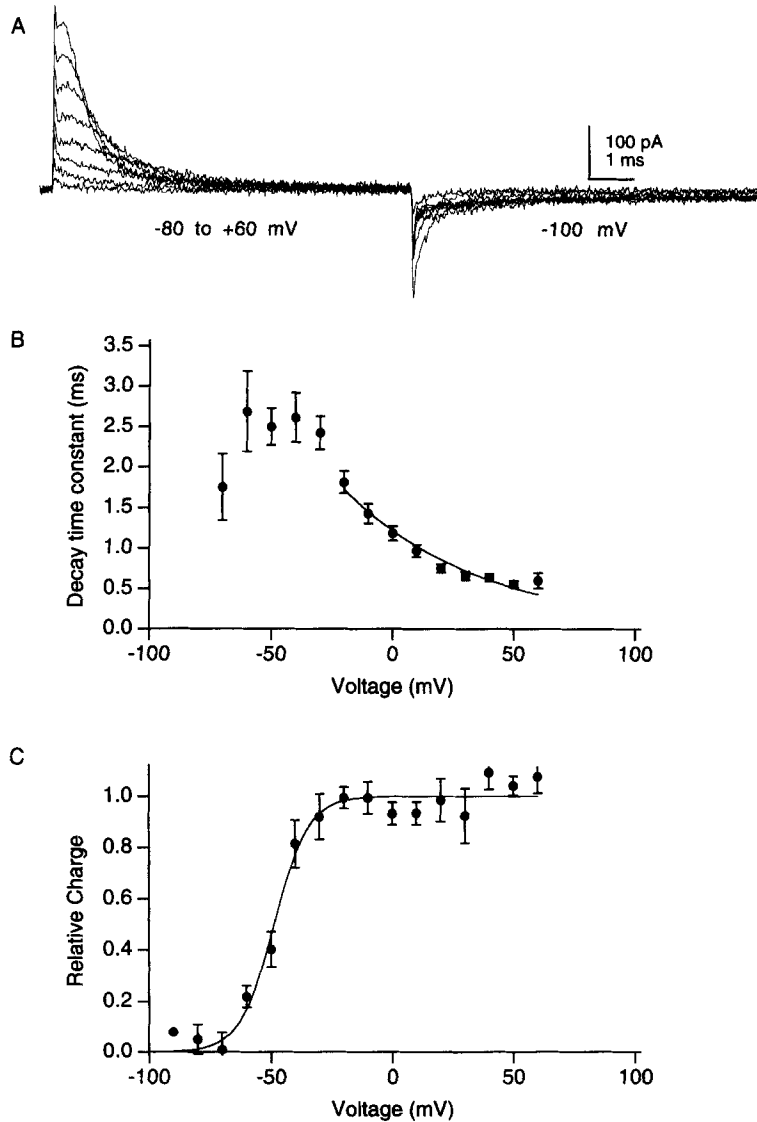 A
100 pA
1 ms
-80 to +60 mV
-100 mV
B
3.5
3.0
2.5
2.0
1.5
1.0
0.5
0.0
Decay time constant (ms)
-100
-50
0
50
100
Voltage (mV)
C
1.0
0.8
0.6
0.4
0.2
0.0
Relative Charge
-100
-50
0
50
100
Voltage (mV)